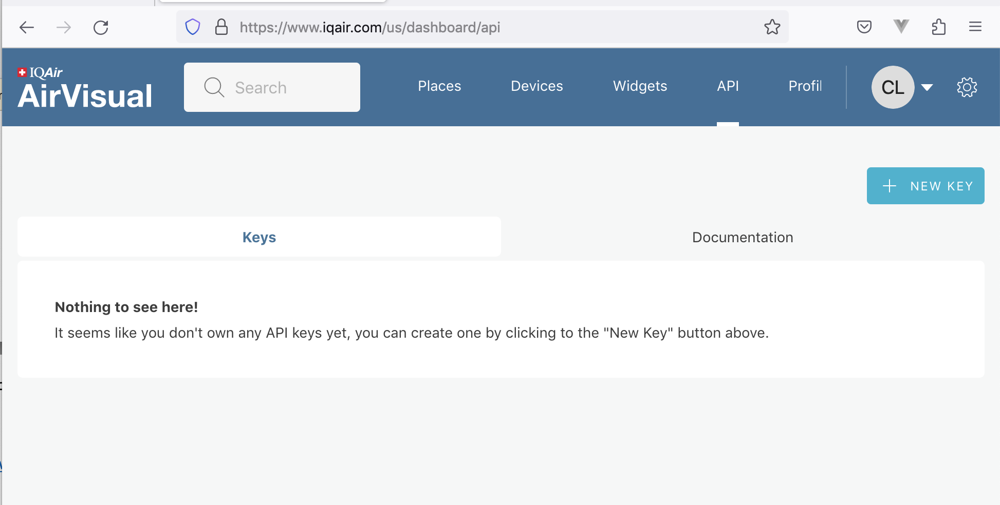 https://www.iqair.com/us/dashboard/api
IQAir
AirVisual
Search
Places
Devices
Widgets
API
Profil
CL
NEW KEY
Keys
Documentation
Nothing to see here!
It seems like you don't own any API keys yet, you can create one by clicking to the "New Key" button above.